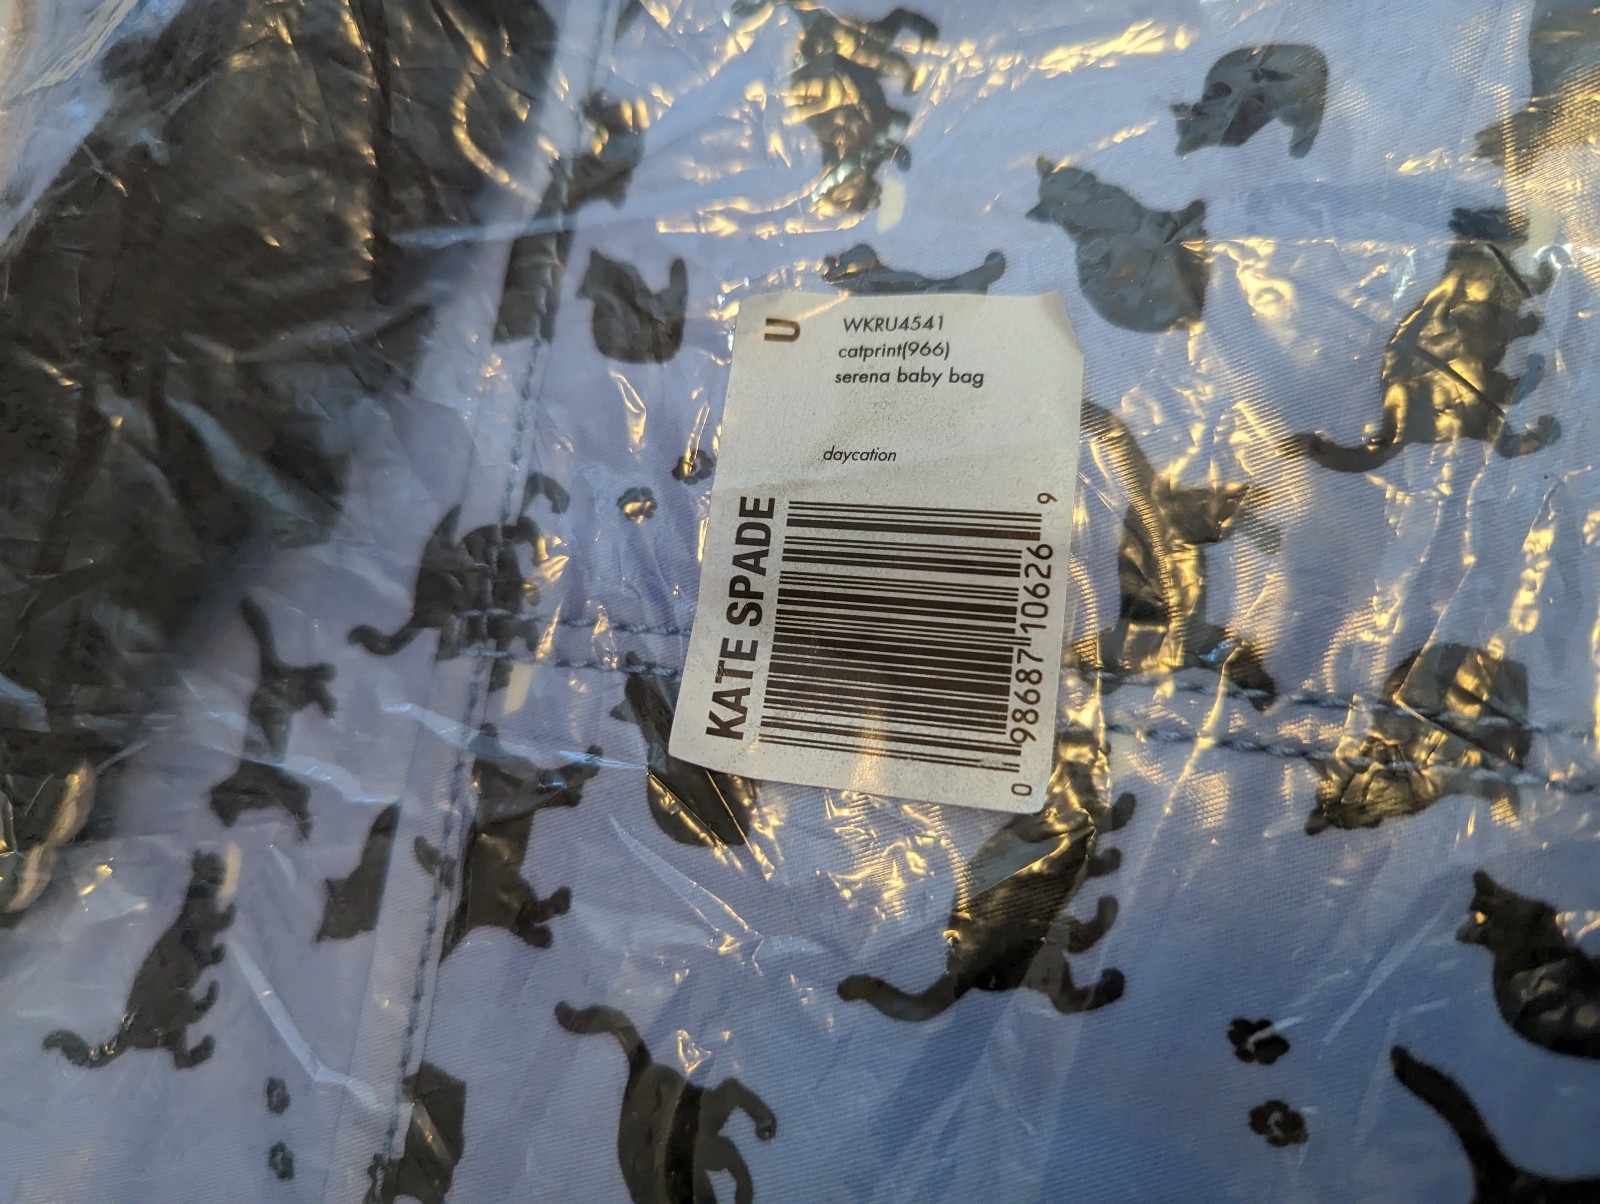 U
WKRU4541
catprint(966)
serena baby bag
daycation
KATE SPADE
0 98687 10626 9